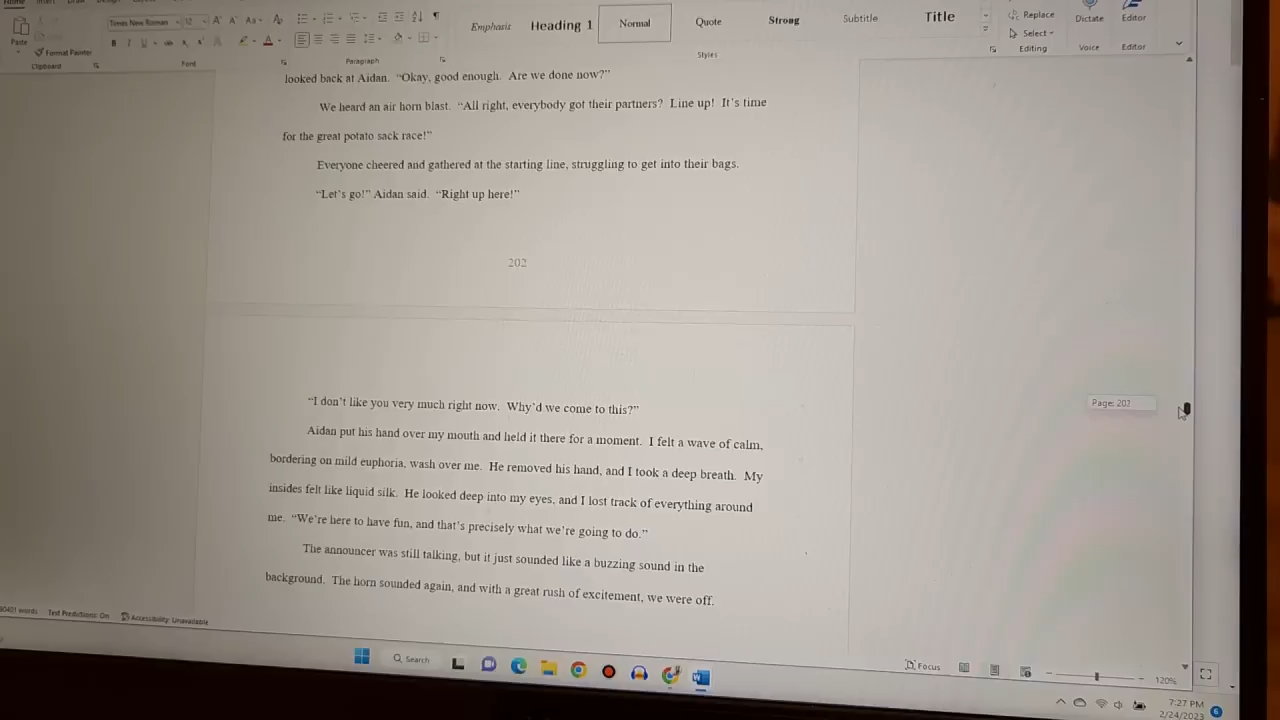 Times New Roman
12
Paste
Format Painter
Clipboard
Font
Paragraph
Emphasis
Heading 1
Normal
Quote
Strong
Subtitle
Title
Styles
Replace
Select
Editing
Dictate
Voice
Editor
Editor
looked back at Aidan.  “Okay, good enough.  Are we done now?”
We heard an air horn blast.  “All right, everybody got their partners?  Line up!  It’s time
for the great potato sack race!”
Everyone cheered and gathered at the starting line, struggling to get into their bags.
“Let’s go!” Aidan said.  “Right up here!”
202
“I don’t like you very much right now.  Why’d we come to this?”
Aidan put his hand over my mouth and held it there for a moment.  I felt a wave of calm,
bordering on mild euphoria, wash over me.  He removed his hand, and I took a deep breath.  My
insides felt like liquid silk.  He looked deep into my eyes, and I lost track of everything around
me.  “We’re here to have fun, and that’s precisely what we’re going to do.”
The announcer was still talking, but it just sounded like a buzzing sound in the
background.  The horn sounded again, and with a great rush of excitement, we were off.
Page: 203
words
Text Predictions: On
Accessibility: Unavailable
Focus
120%
Search
7:27 PM
2/24/2023
6